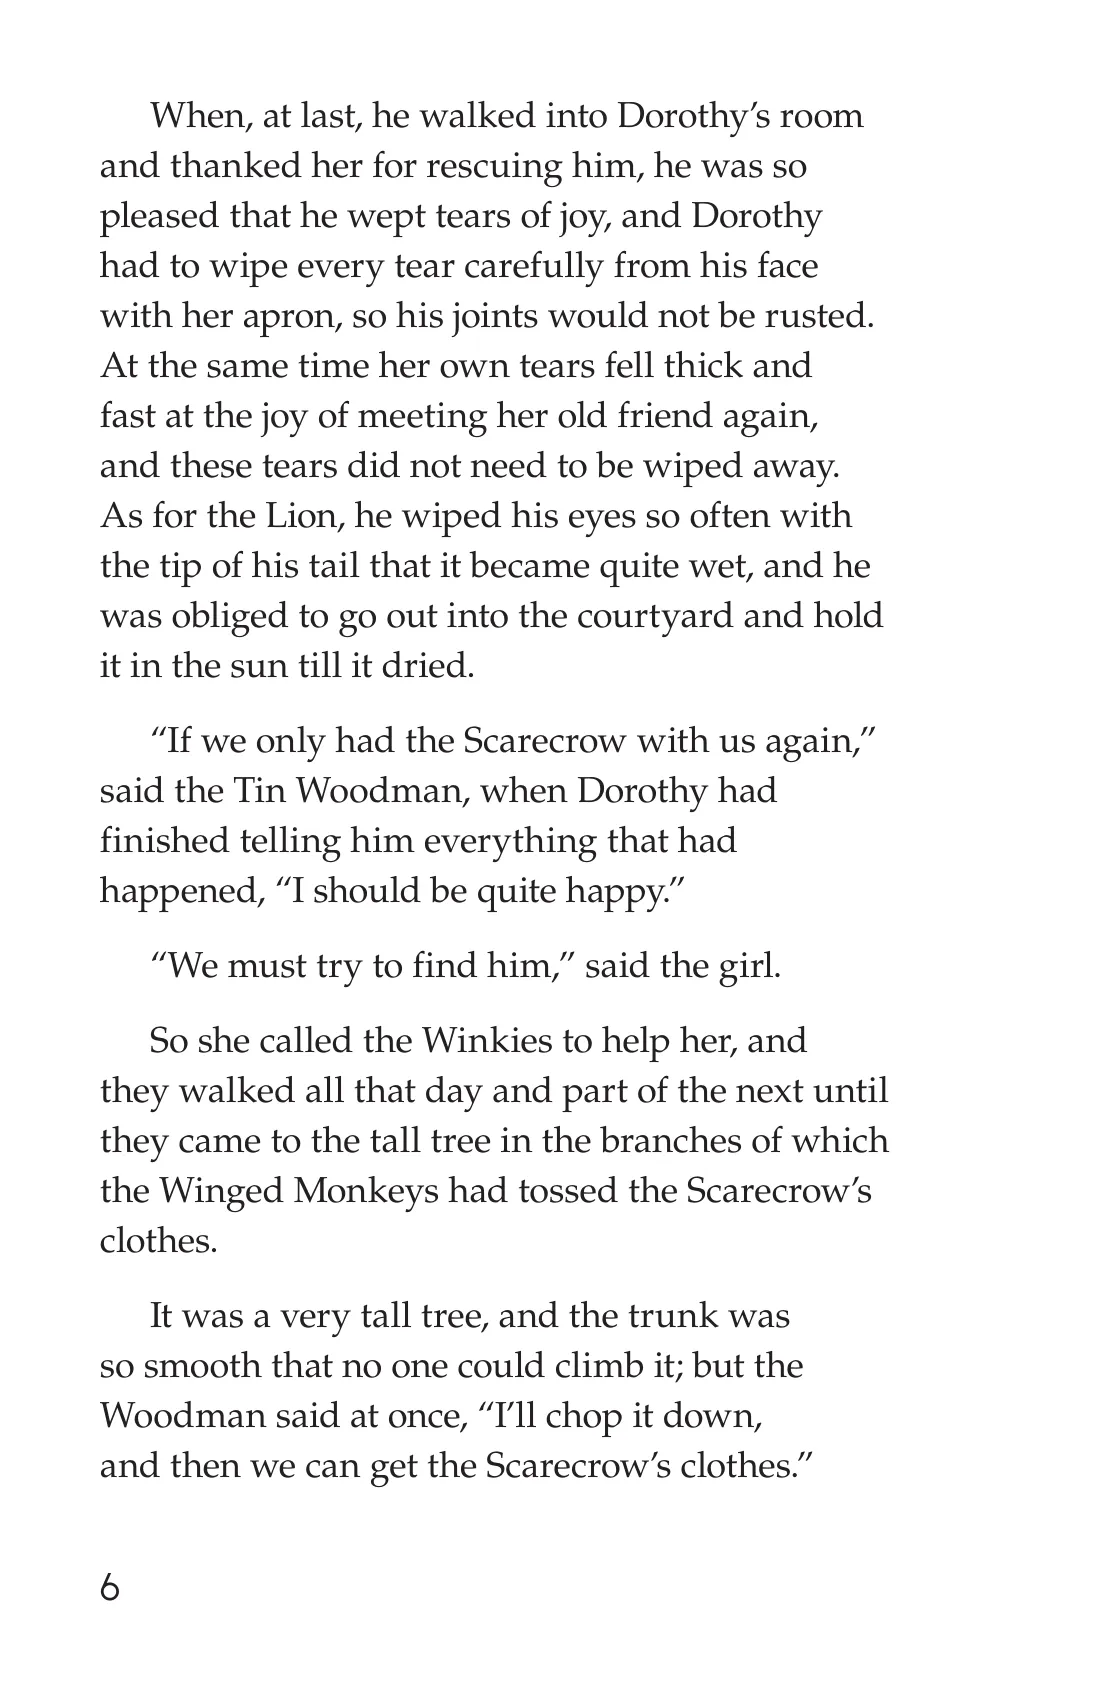 When, at last, he walked into Dorothy’s room
and thanked her for rescuing him, he was so
pleased that he wept tears of joy, and Dorothy
had to wipe every tear carefully from his face
with her apron, so his joints would not be rusted.
At the same time her own tears fell thick and
fast at the joy of meeting her old friend again,
and these tears did not need to be wiped away.
As for the Lion, he wiped his eyes so often with
the tip of his tail that it became quite wet, and he
was obliged to go out into the courtyard and hold
it in the sun till it dried.
“If we only had the Scarecrow with us again,”
said the Tin Woodman, when Dorothy had
finished telling him everything that had
happened, “I should be quite happy.”
“We must try to find him,” said the girl.
So she called the Winkies to help her, and
they walked all that day and part of the next until
they came to the tall tree in the branches of which
the Winged Monkeys had tossed the Scarecrow’s
clothes.
It was a very tall tree, and the trunk was
so smooth that no one could climb it; but the
Woodman said at once, “I’ll chop it down,
and then we can get the Scarecrow’s clothes.”
6